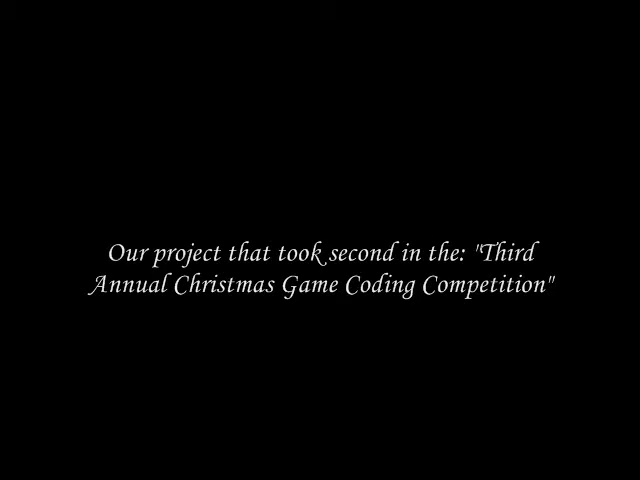 Our project that took second in the: "Third
Annual Christmas Game Coding Competition"